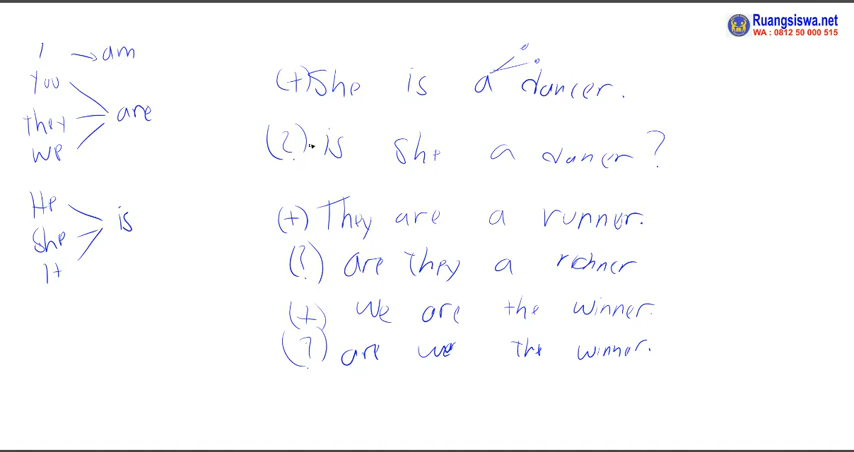 Ruangsiswa.net
WA : 0812 50 000 515
I → am
You
they
we
are
He
She
It
is
(+) She is a dancer.
(?). is she a dancer?
(+) They are a runner.
(?) are they a
(+) we are the winner.
(?) are we the winner.